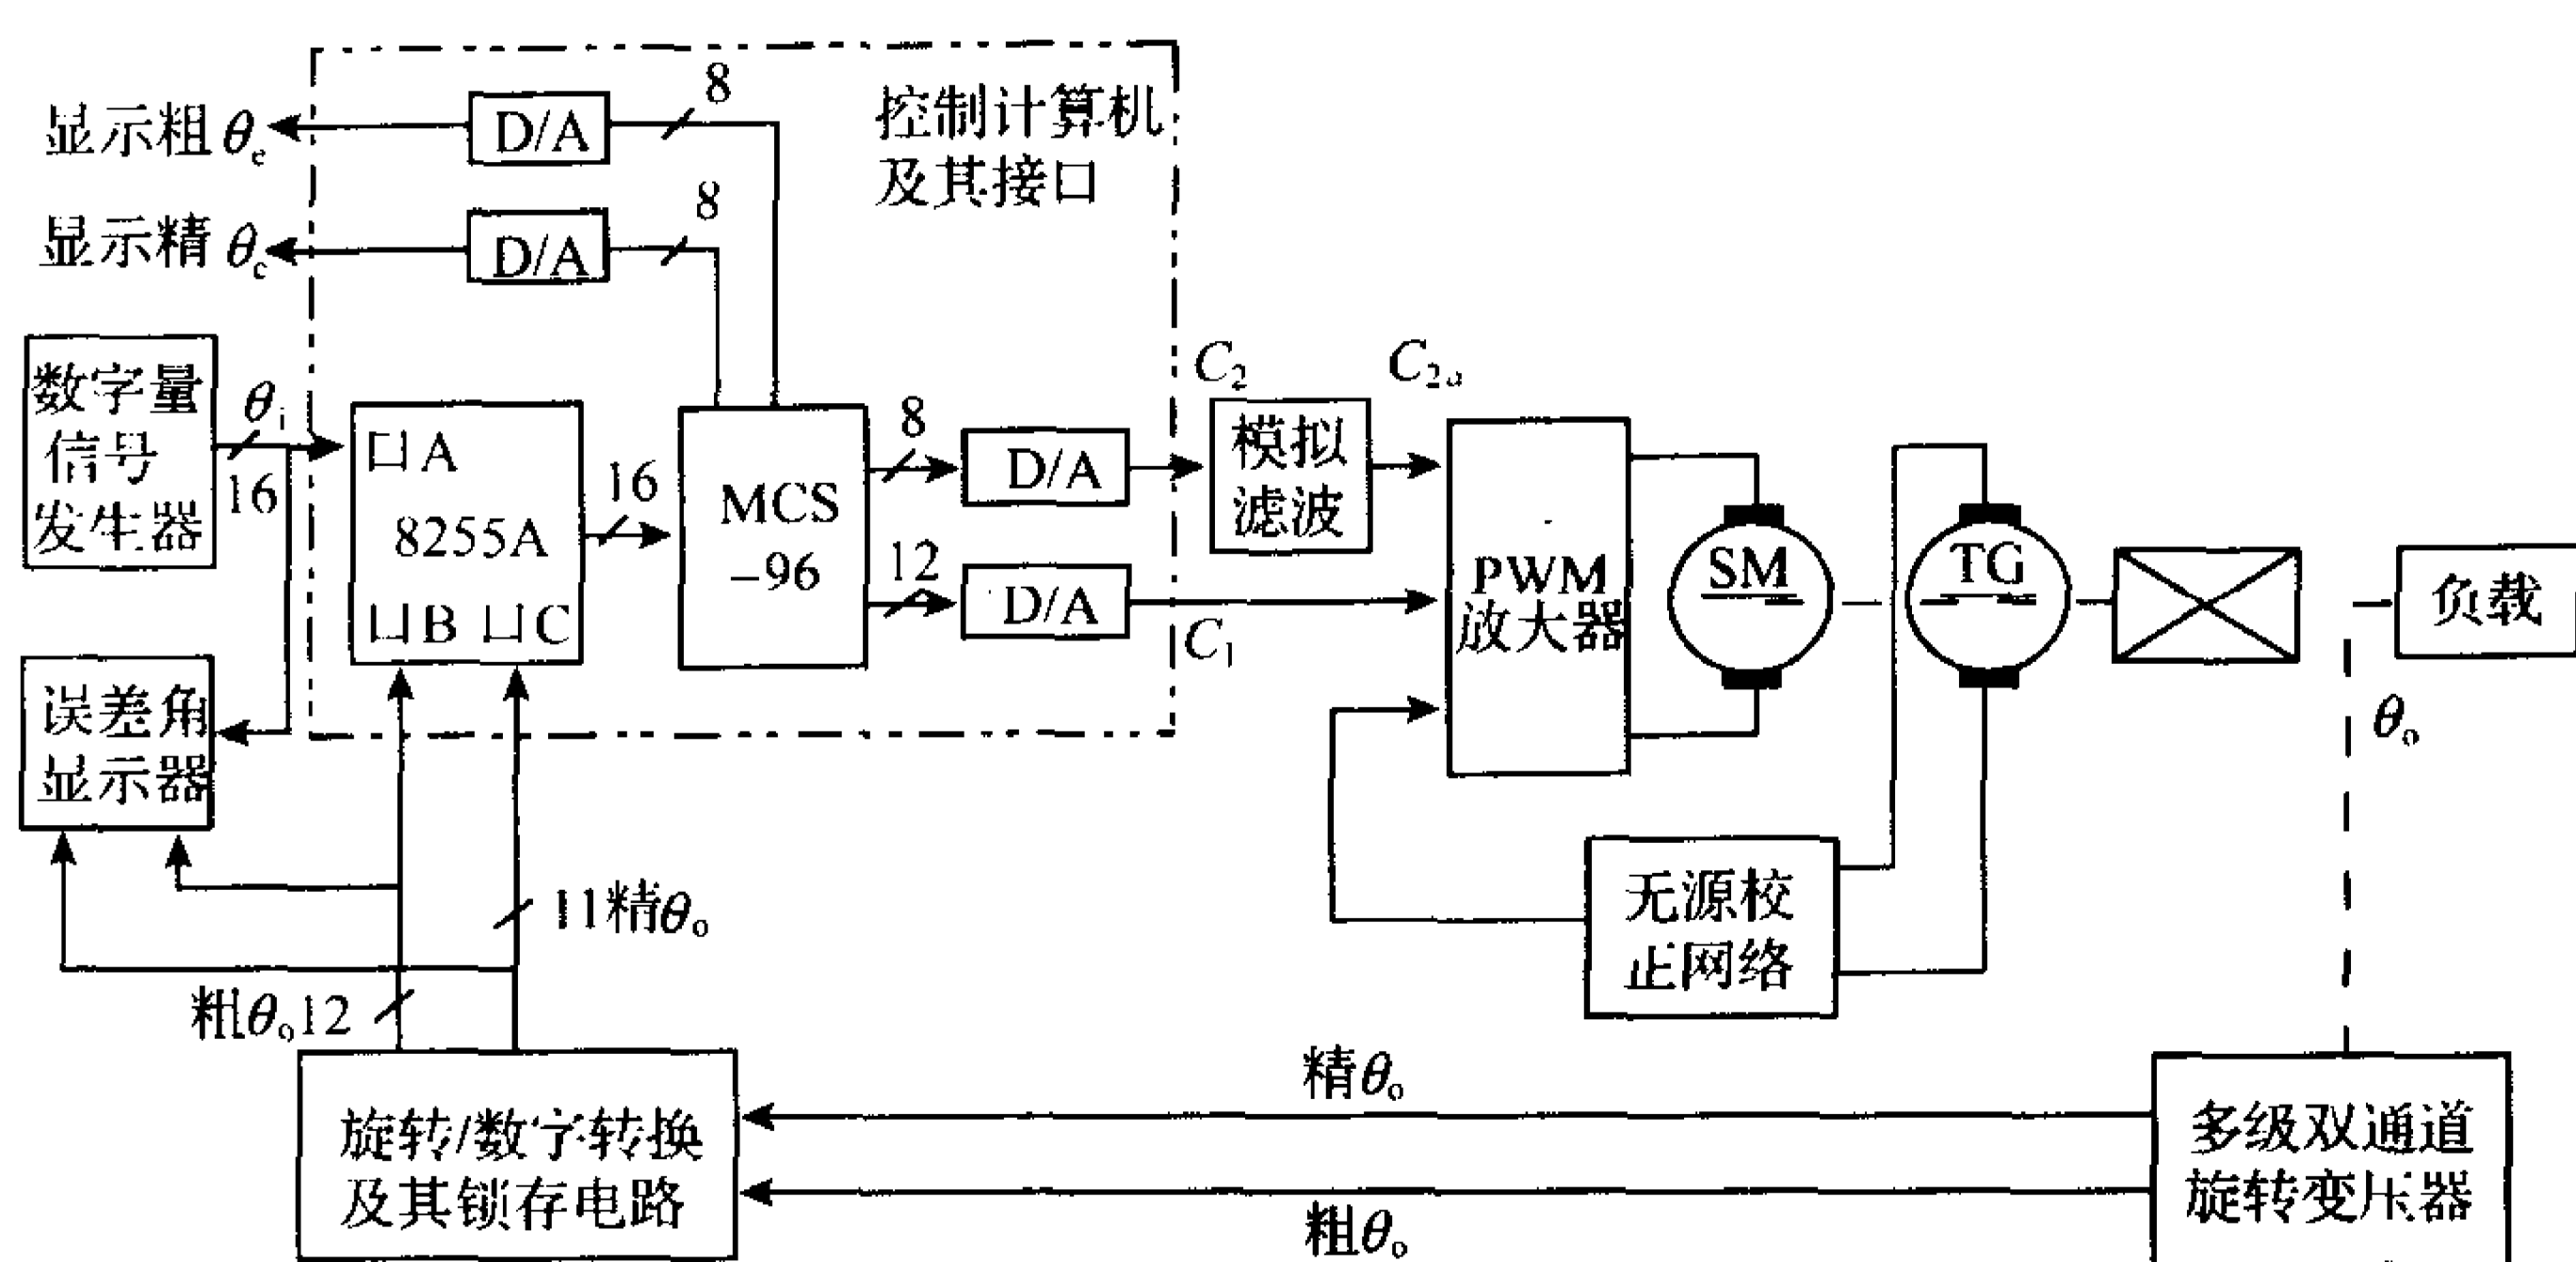 显示粗θe
D/A
8
控制计算机
及其接口
显示精θc
D/A
8
数字量
信号
发生器
θi
16
口A
8255A
口B 口C
16
MCS
-96
8
D/A
12
D/A
C2
模拟
滤波
C2a
C1
PWM
放大器
SM
TG
负载
θo
误差角
显示器
无源校
正网络
11精θo
粗θo12
旋转/数字转换
及其锁存电路
精θo
粗θo
多级双通道
旋转变压器